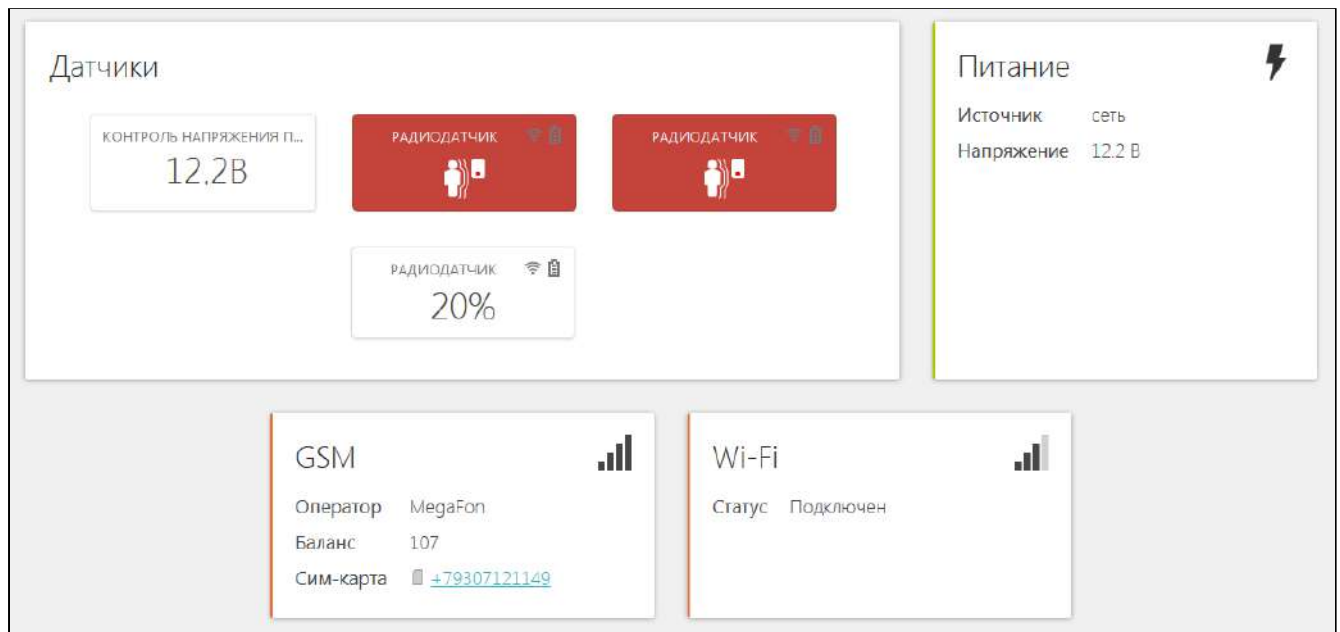 Датчики
КОНТРОЛЬ НАПРЯЖЕНИЯ П...
12,2В
РАДИОДАТЧИК
РАДИОДАТЧИК
РАДИОДАТЧИК
20%
Питание
Источник сеть
Напряжение 12.2 В
GSM
Оператор MegaFon
Баланс 107
Сим-карта +79307121149
Wi-Fi
Статус Подключен